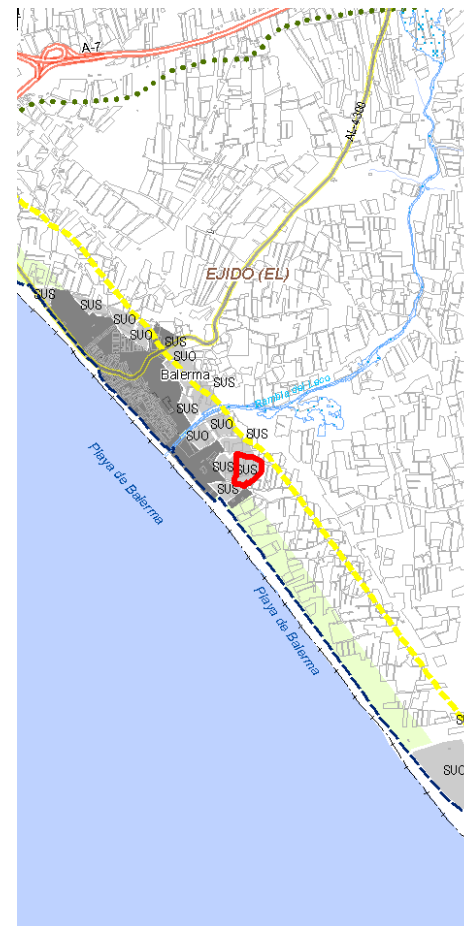 A-7
AL-4300
EJIDO (EL)
SUS
SUS
SUO
SUO
SUS
SUO
Balerma
SUS
Rambla del Loco
SUS
SUO
SUO
SUS
SUS
SUS
SUS
Playa de Balerma
Playa de Balerma
SUO